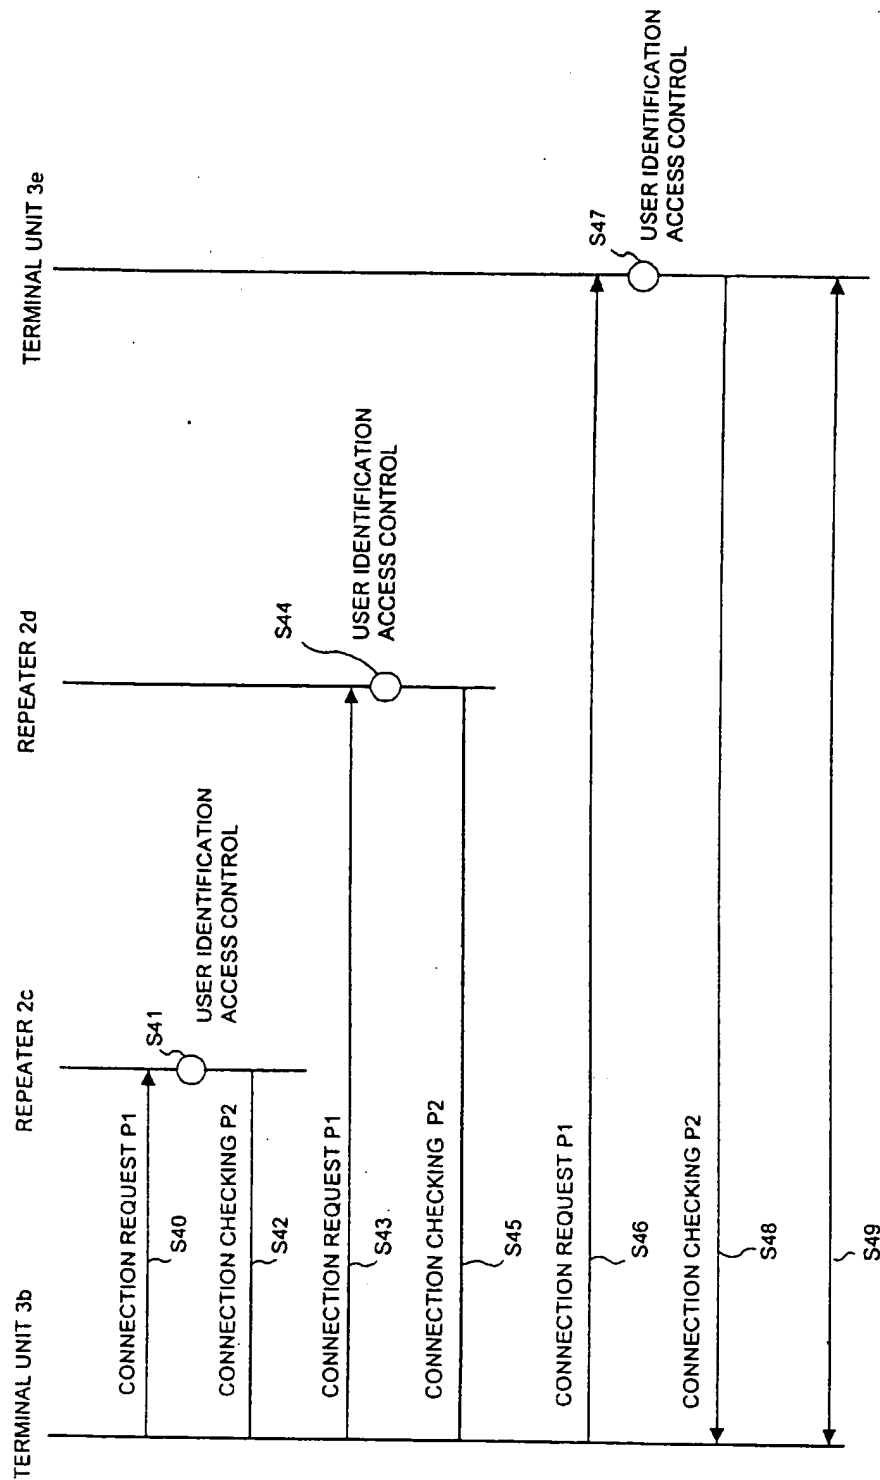 TERMINAL UNIT 3b
REPEATER 2c
REPEATER 2d
TERMINAL UNIT 3e
CONNECTION REQUEST P1
S40
S41
USER IDENTIFICATION
ACCESS CONTROL
CONNECTION CHECKING P2
S42
CONNECTION REQUEST P1
S43
S44
USER IDENTIFICATION
ACCESS CONTROL
CONNECTION CHECKING P2
S45
CONNECTION REQUEST P1
S46
S47
USER IDENTIFICATION
ACCESS CONTROL
CONNECTION CHECKING P2
S48
S49